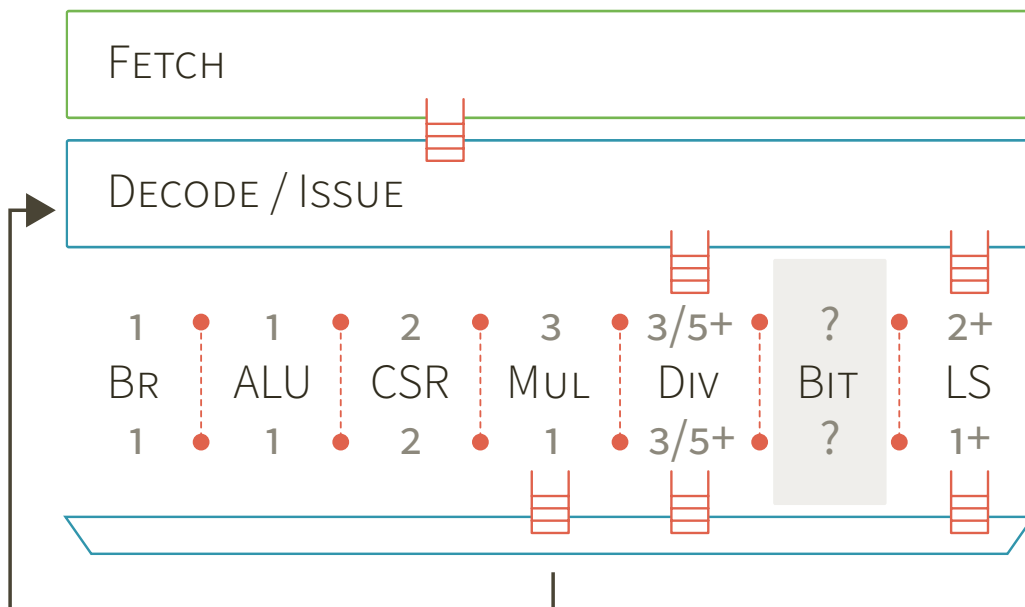 Fetch
Decode / Issue
1 1 2 3 3/5+ ? 2+
Br ALU CSR Mul Div Bit LS
1 1 2 1 3/5+ ? 1+